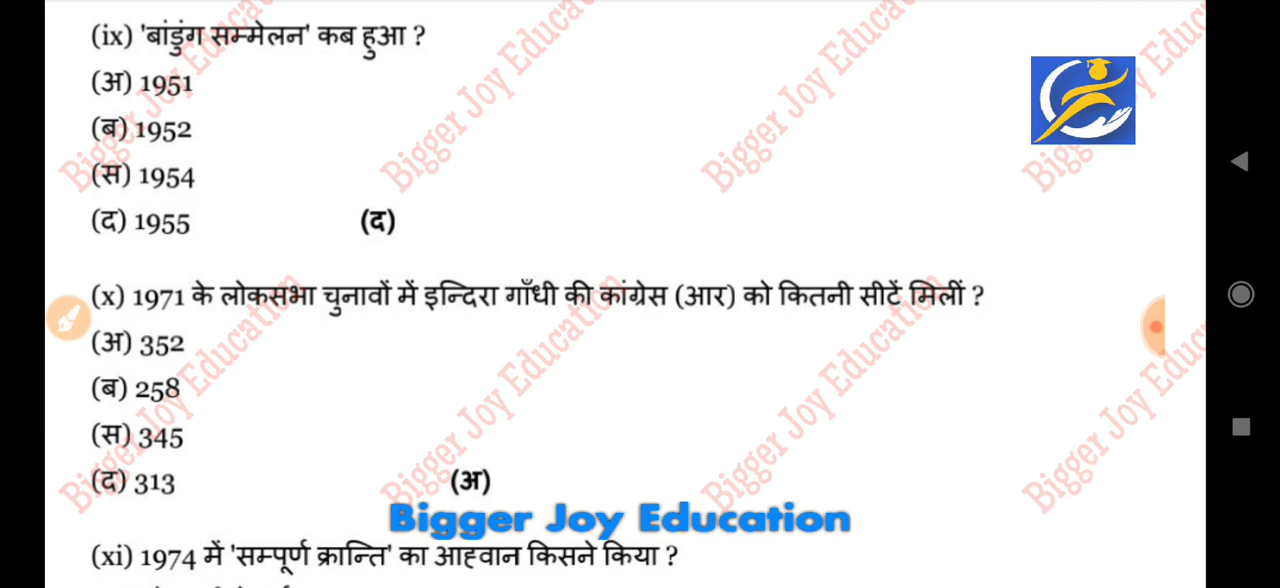 (ix) 'बांडुंग सम्मेलन' कब हुआ ?
(अ) 1951
(ब) 1952
(स) 1954
(द) 1955 (द)
(x) 1971 के लोकसभा चुनावों में इन्दिरा गाँधी की कांग्रेस (आर) को कितनी सीटें मिलीं ?
(अ) 352
(ब) 258
(स) 345
(द) 313 (अ)
Bigger Joy Education
(xi) 1974 में 'सम्पूर्ण क्रान्ति' का आह्वान किसने किया ?